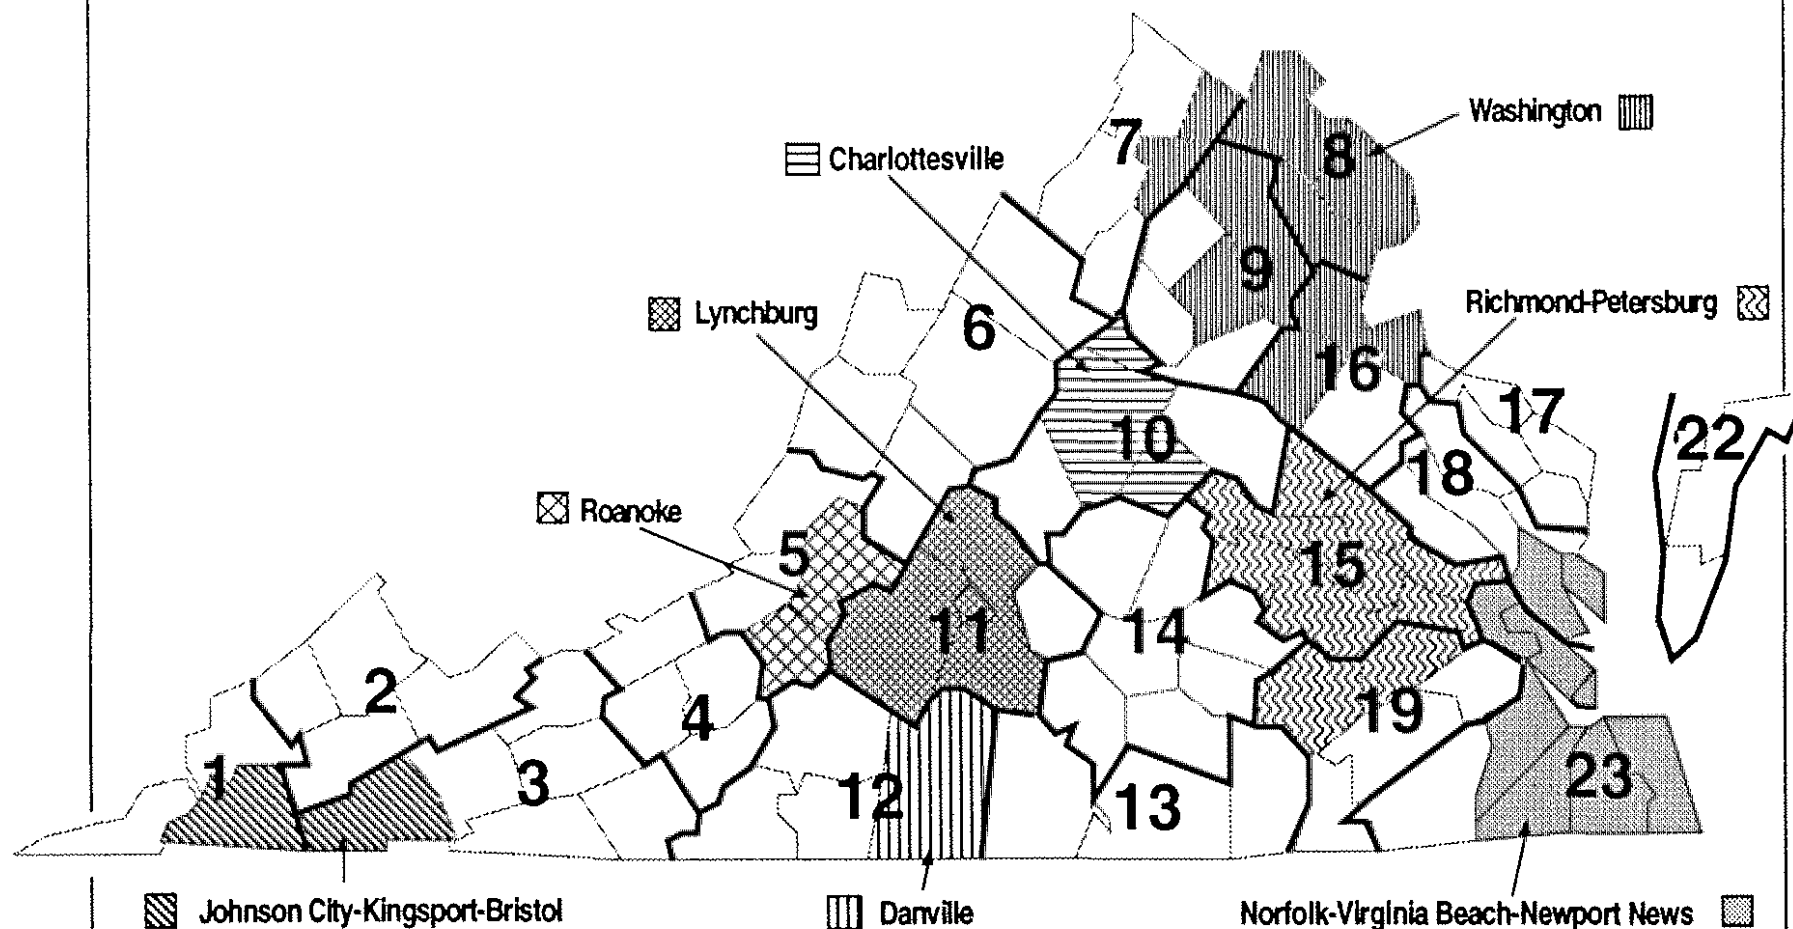 Washington
7
8
Charlottesville
9
Lynchburg
6
Richmond-Petersburg
16
17
10
22
18
Roanoke
5
15
11
14
2
4
19
1
3
12
13
23
Johnson City-Kingsport-Bristol
Danville
Norfolk-Virginia Beach-Newport News